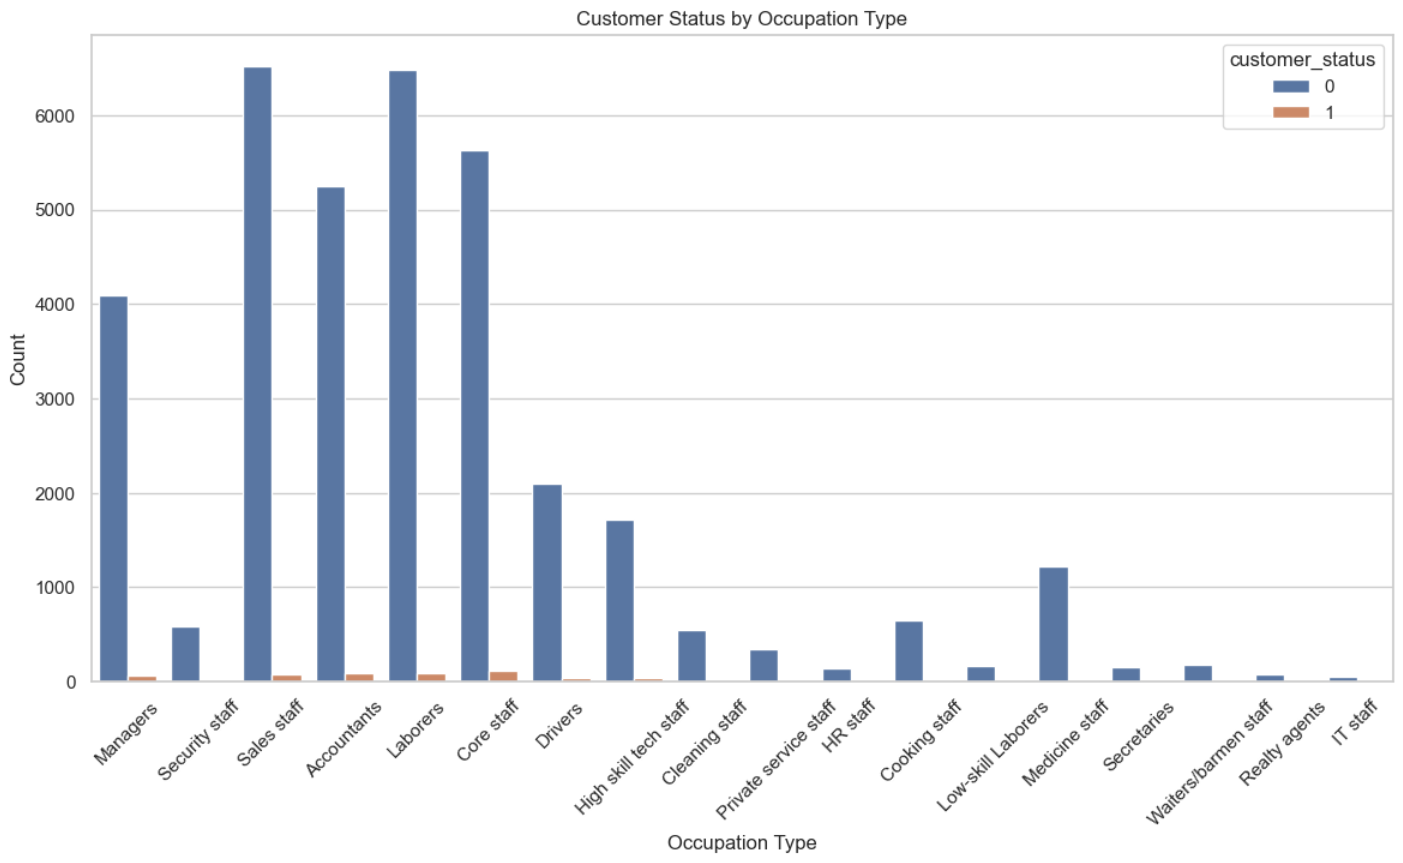 Customer Status by Occupation Type
customer_status
0
1
6000
5000
4000
3000
2000
1000
0
Count
Managers
Security staff
Sales staff
Accountants
Laborers
Core staff
Drivers
High skill tech staff
Cleaning staff
Private service staff
HR staff
Cooking staff
Low-skill Laborers
Medicine staff
Secretaries
Waiters/barmen staff
Realty agents
IT staff
Occupation Type